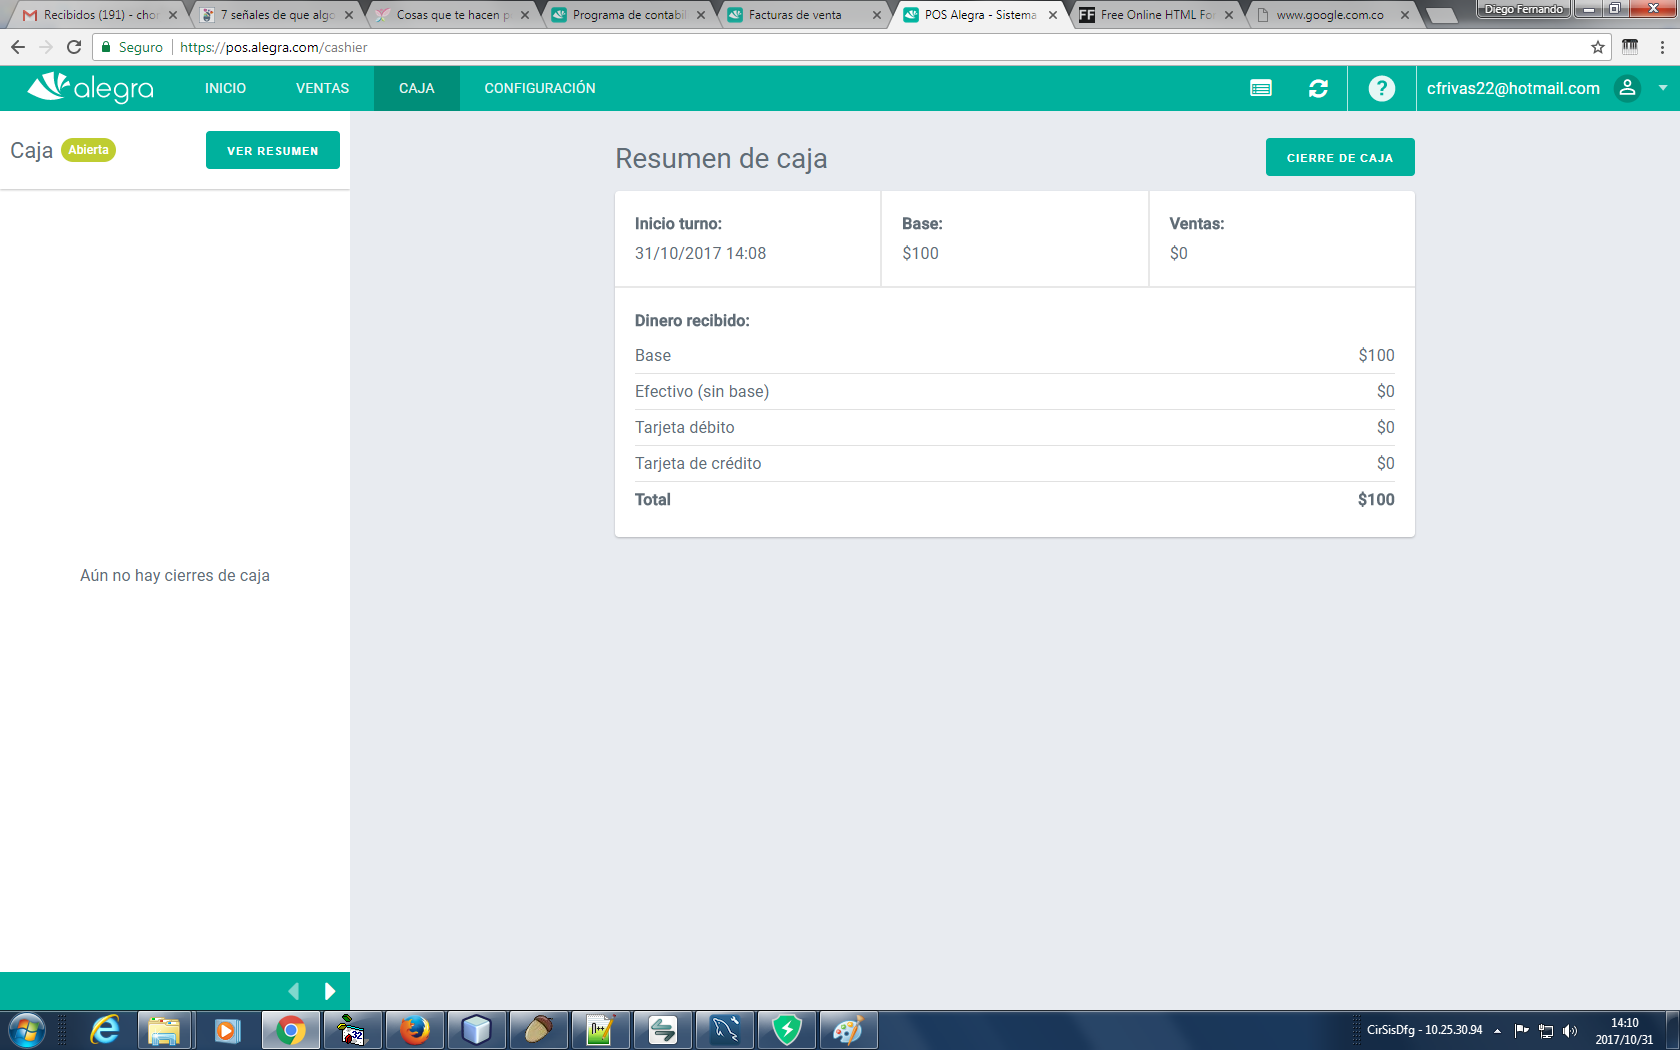 Recibidos (191) - chor
7 señales de que algo
Cosas que te hacen p
Programa de contabil
Facturas de venta
POS Alegra - Sistema
Free Online HTML For
www.google.com.co
Diego Fernando
Seguro
https://pos.alegra.com/cashier
alegra
INICIO
VENTAS
CAJA
CONFIGURACIÓN
?
cfrivas22@hotmail.com
Caja
Abierta
VER RESUMEN
Resumen de caja
CIERRE DE CAJA
Inicio turno:
31/10/2017 14:08
Base:
$100
Ventas:
$0
Dinero recibido:
Base $100
Efectivo (sin base) $0
Tarjeta débito $0
Tarjeta de crédito $0
Total $100
Aún no hay cierres de caja
CirSisDfg - 10.25.30.94
14:10
2017/10/31